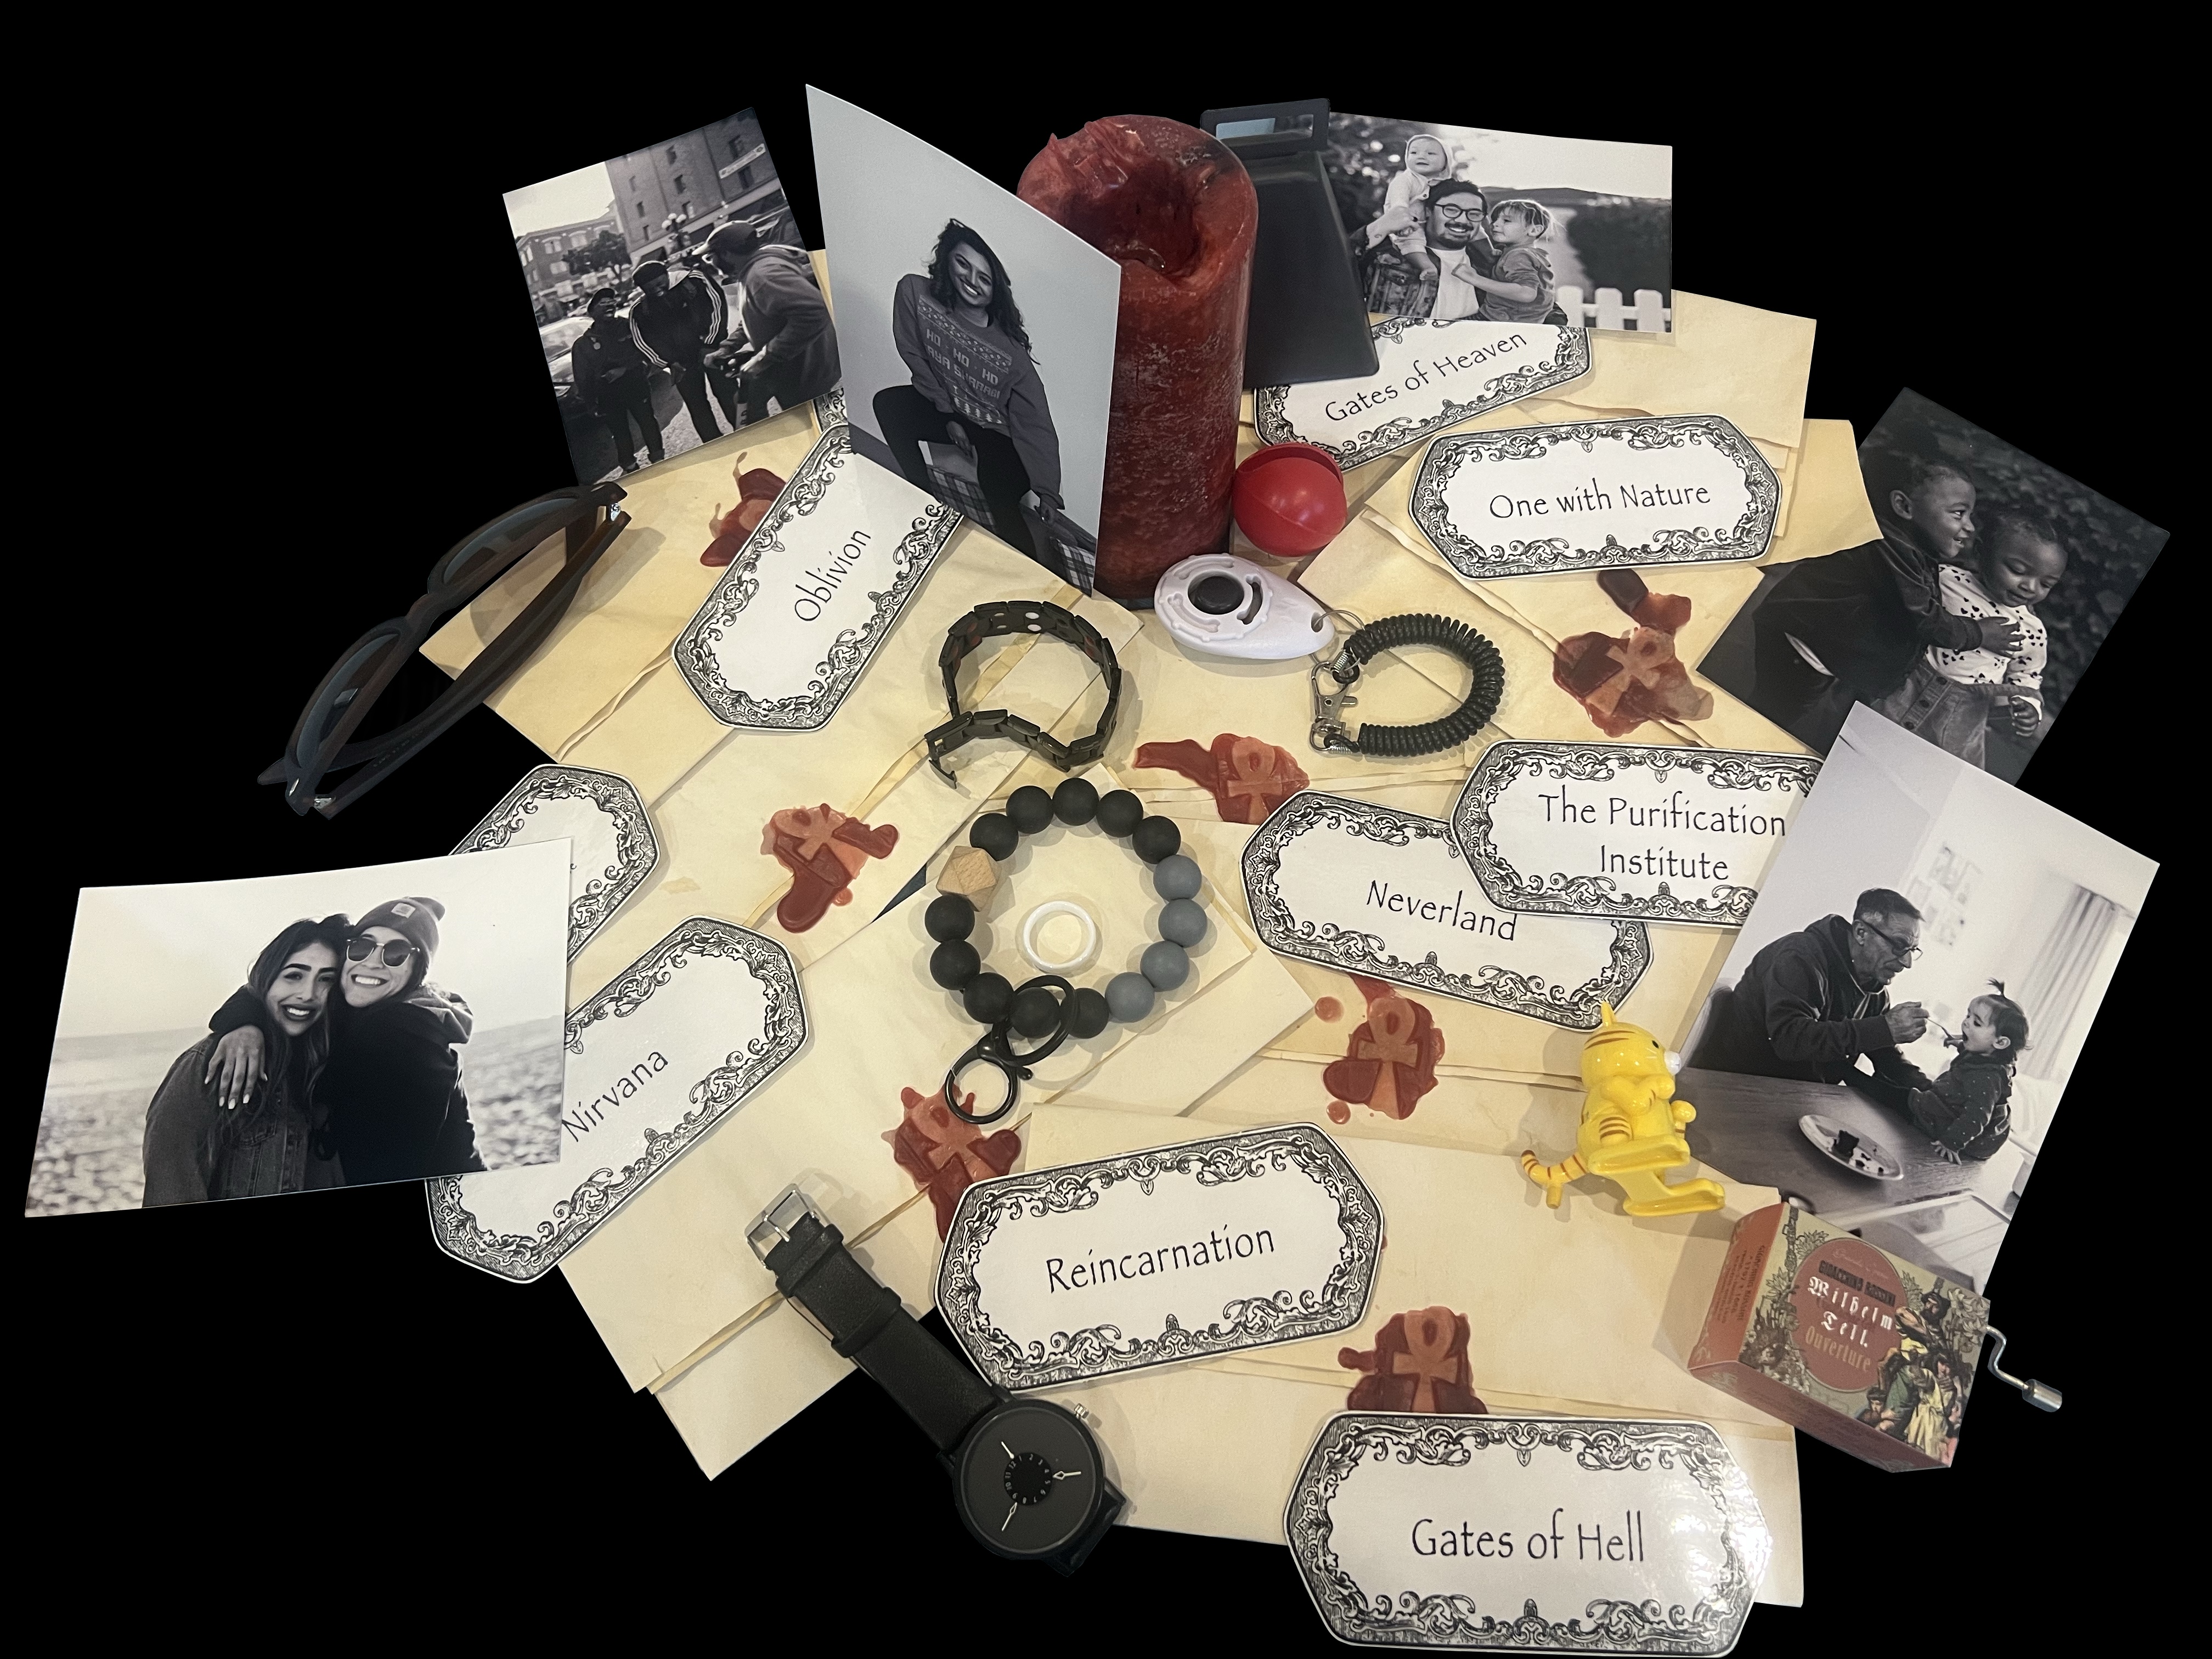 HO HO HO
Gates of Heaven
One with Nature
Oblivion
The Purification
Institute
Neverland
Nirvana
Reincarnation
Wilhelm
Tell
Ouverture
Gates of Hell